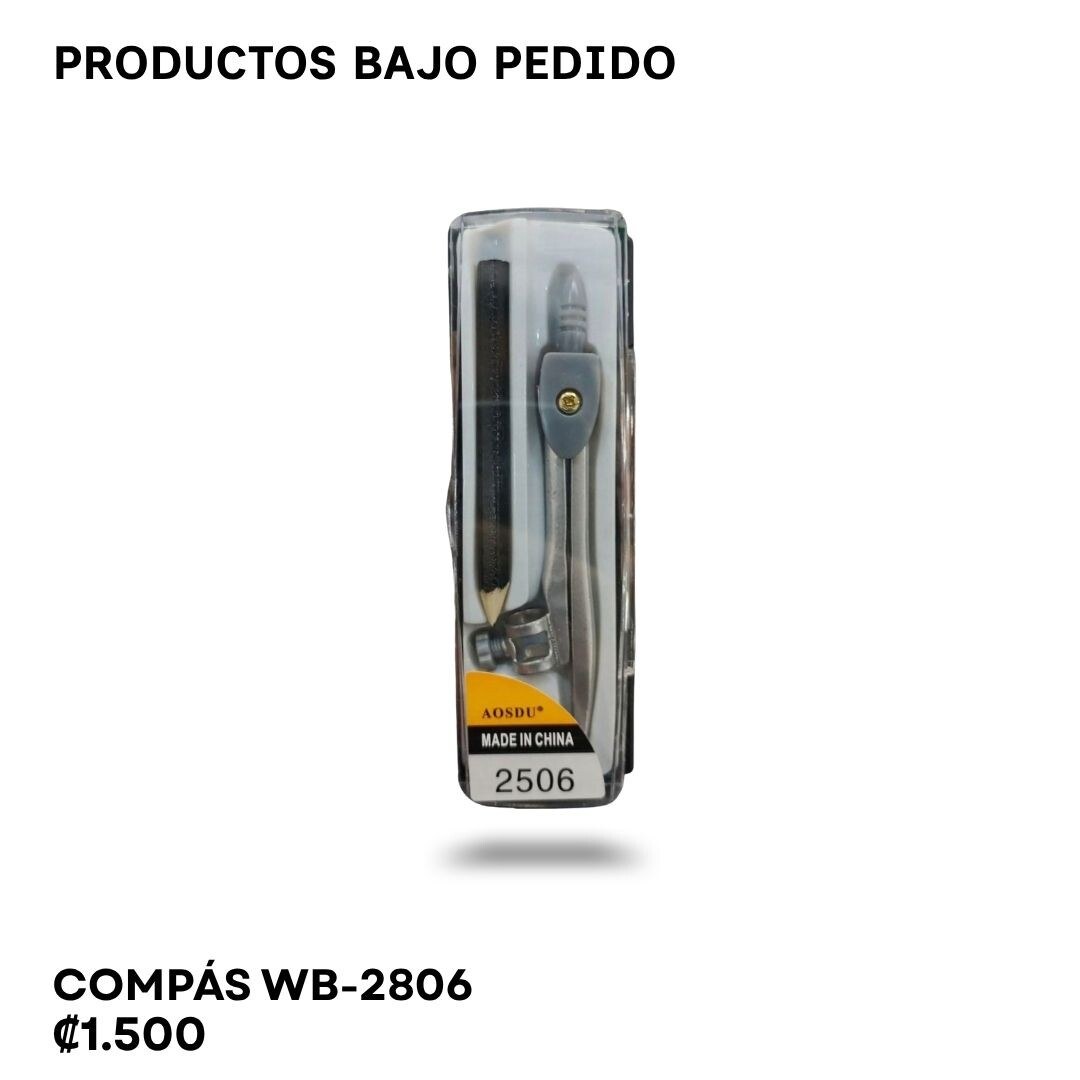 PRODUCTOS BAJO PEDIDO
AOSDU®
MADE IN CHINA
2506
COMPÁS WB-2806
₡1.500